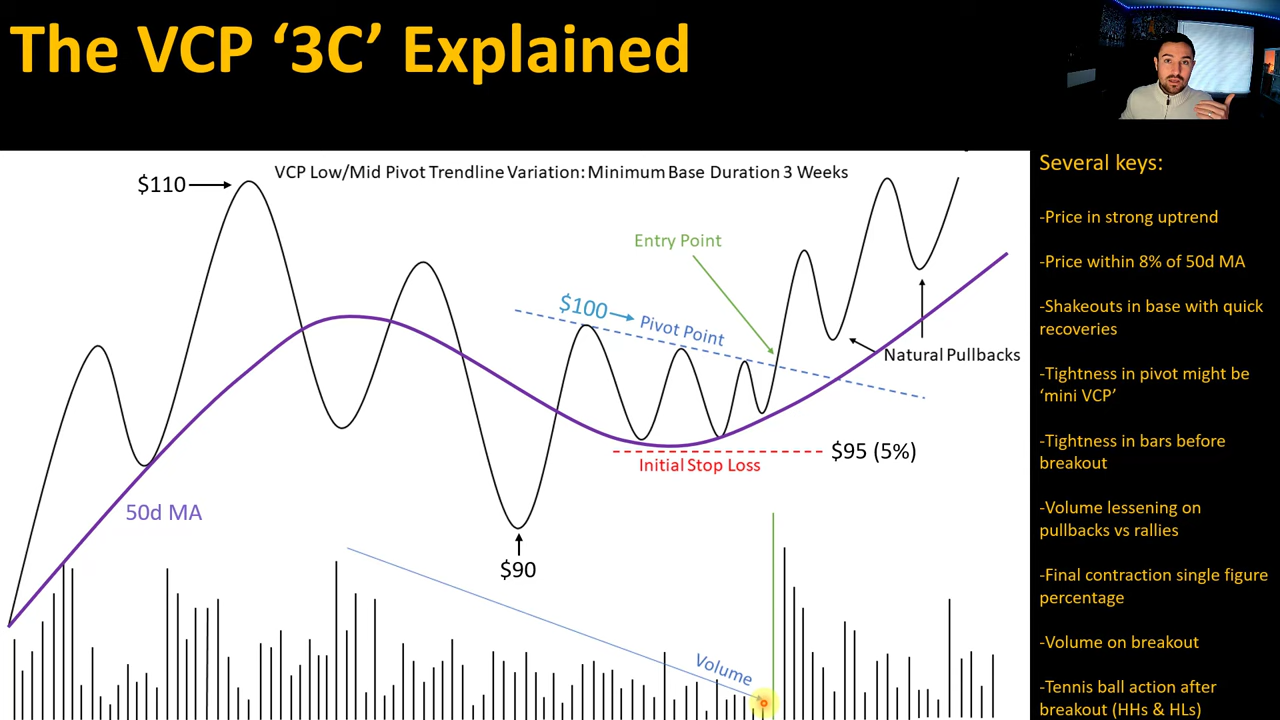 The VCP ‘3C’ Explained
VCP Low/Mid Pivot Trendline Variation: Minimum Base Duration 3 Weeks
$110
Entry Point
$100
Pivot Point
Natural Pullbacks
$95 (5%)
Initial Stop Loss
50d MA
$90
Volume
Several keys:
-Price in strong uptrend
-Price within 8% of 50d MA
-Shakeouts in base with quick
recoveries
-Tightness in pivot might be
‘mini VCP’
-Tightness in bars before
breakout
-Volume lessening on
pullbacks vs rallies
-Final contraction single figure
percentage
-Volume on breakout
-Tennis ball action after
breakout (HHs & HLs)